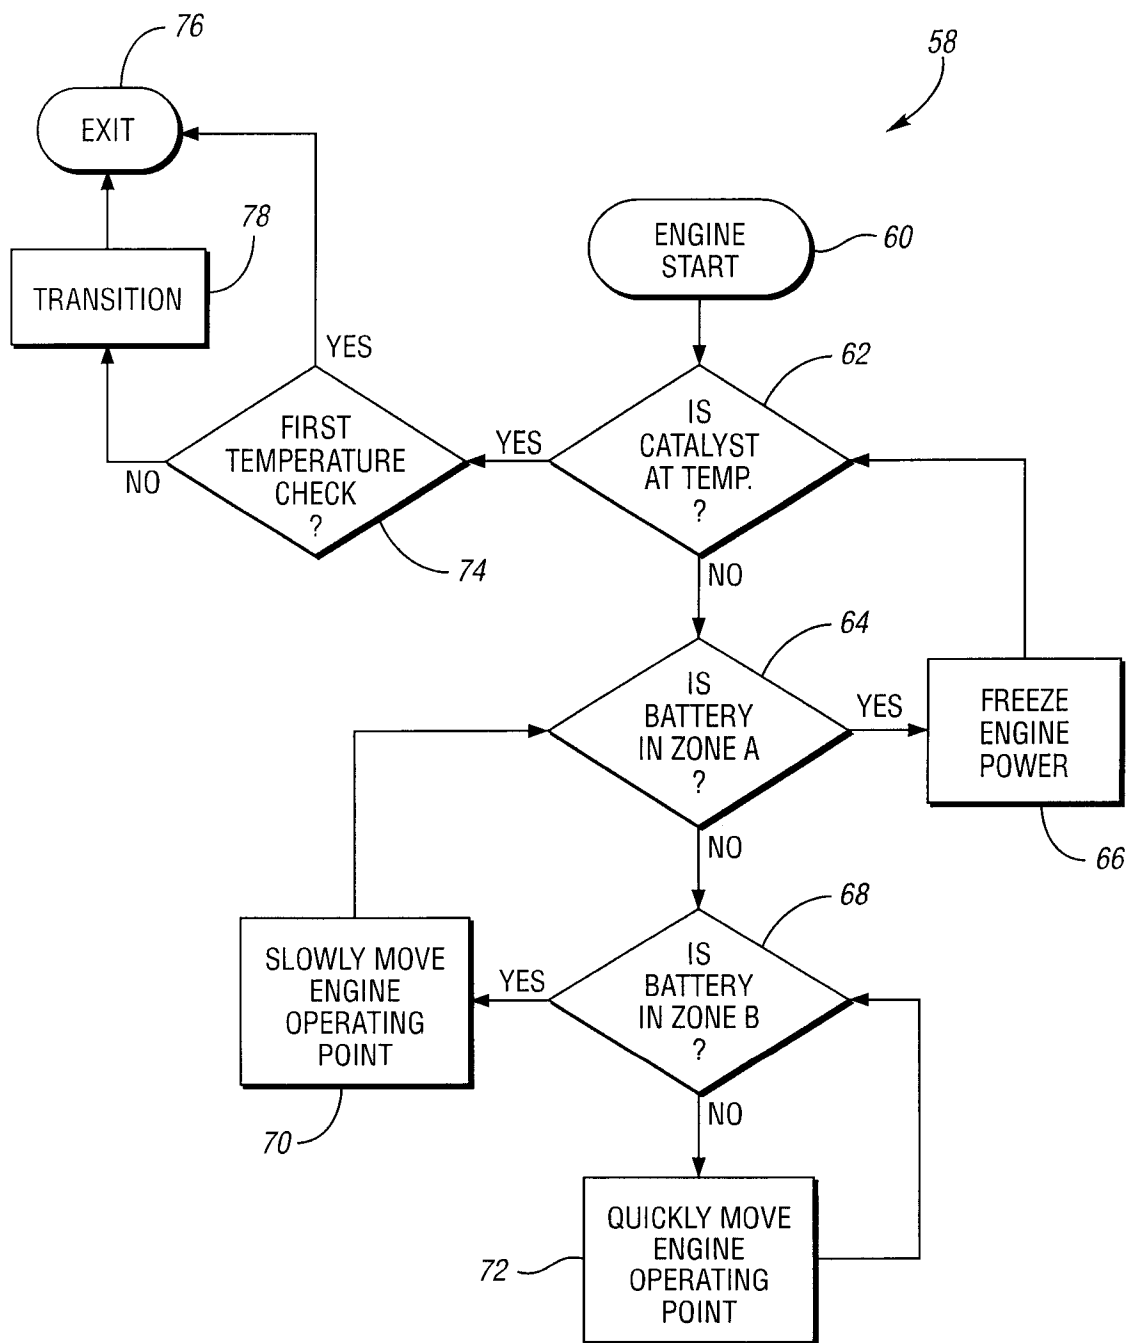 76
58
EXIT
78
ENGINE
START
60
TRANSITION
YES
62
IS
CATALYST
AT TEMP.
?
YES
FIRST
TEMPERATURE
CHECK
?
NO
74
NO
64
IS
BATTERY
IN ZONE A
?
YES
FREEZE
ENGINE
POWER
66
NO
68
IS
BATTERY
IN ZONE B
?
YES
SLOWLY MOVE
ENGINE
OPERATING
POINT
70
NO
QUICKLY MOVE
ENGINE
OPERATING
POINT
72